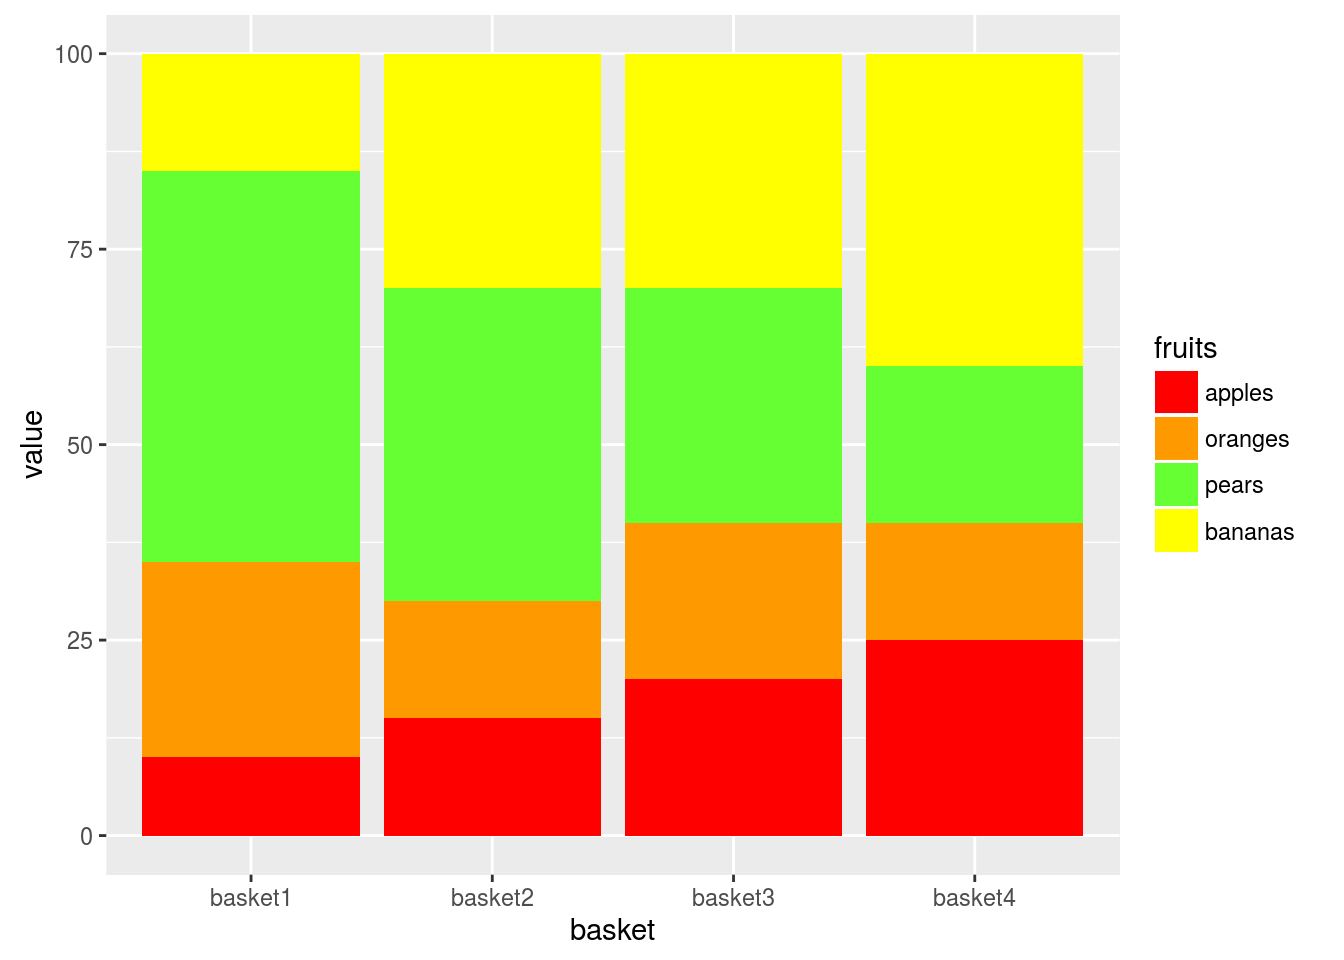 100
75
50
25
0
value
basket1 basket2 basket3 basket4
basket
fruits
apples
oranges
pears
bananas